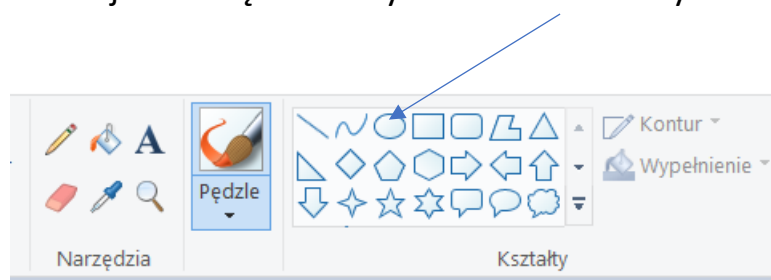 Pędzle
Narzędzia
Kształty
Kontur
Wypełnienie